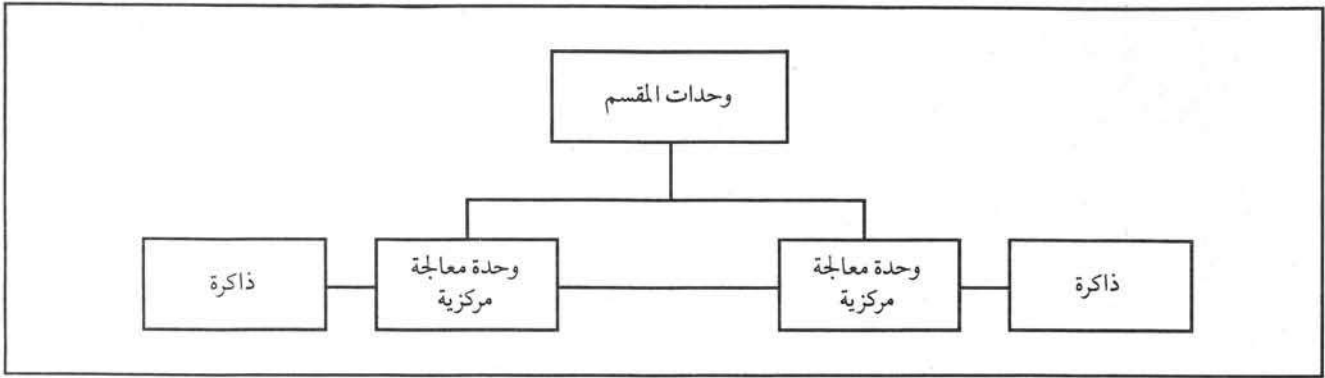 وحدات المقسم
ذاكرة
وحدة معالجة
مركزية
وحدة معالجة
مركزية
ذاكرة